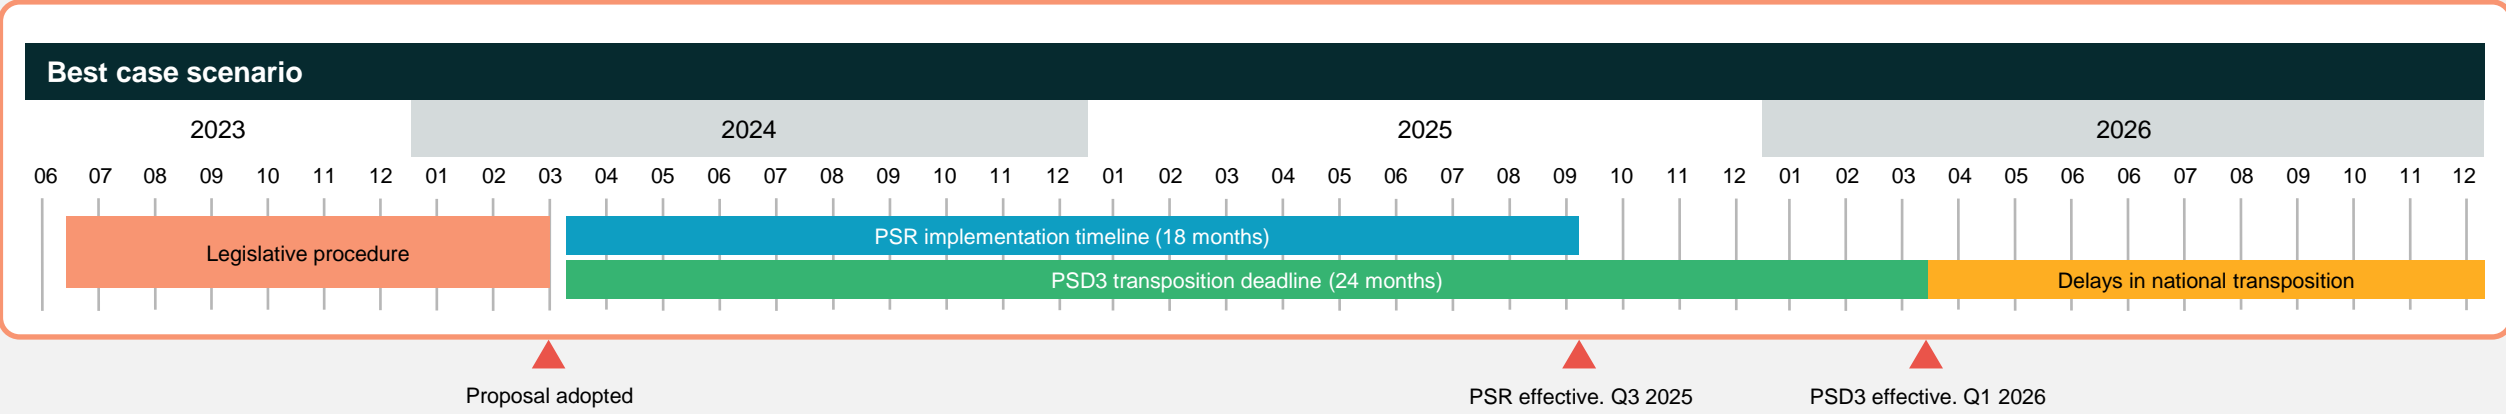 Best case scenario
2023 2024 2025 2026
06 07 08 09 10 11 12 01 02 03 04 05 06 07 08 09 10 11 12 01 02 03 04 05 06 07 08 09 10 11 12 01 02 03 04 05 06 06 07 08 09 10 11 12
PSR implementation timeline (18 months)
Legislative procedure
PSD3 transposition deadline (24 months) Delays in national transposition
Proposal adopted PSR effective. Q3 2025 PSD3 effective. Q1 2026